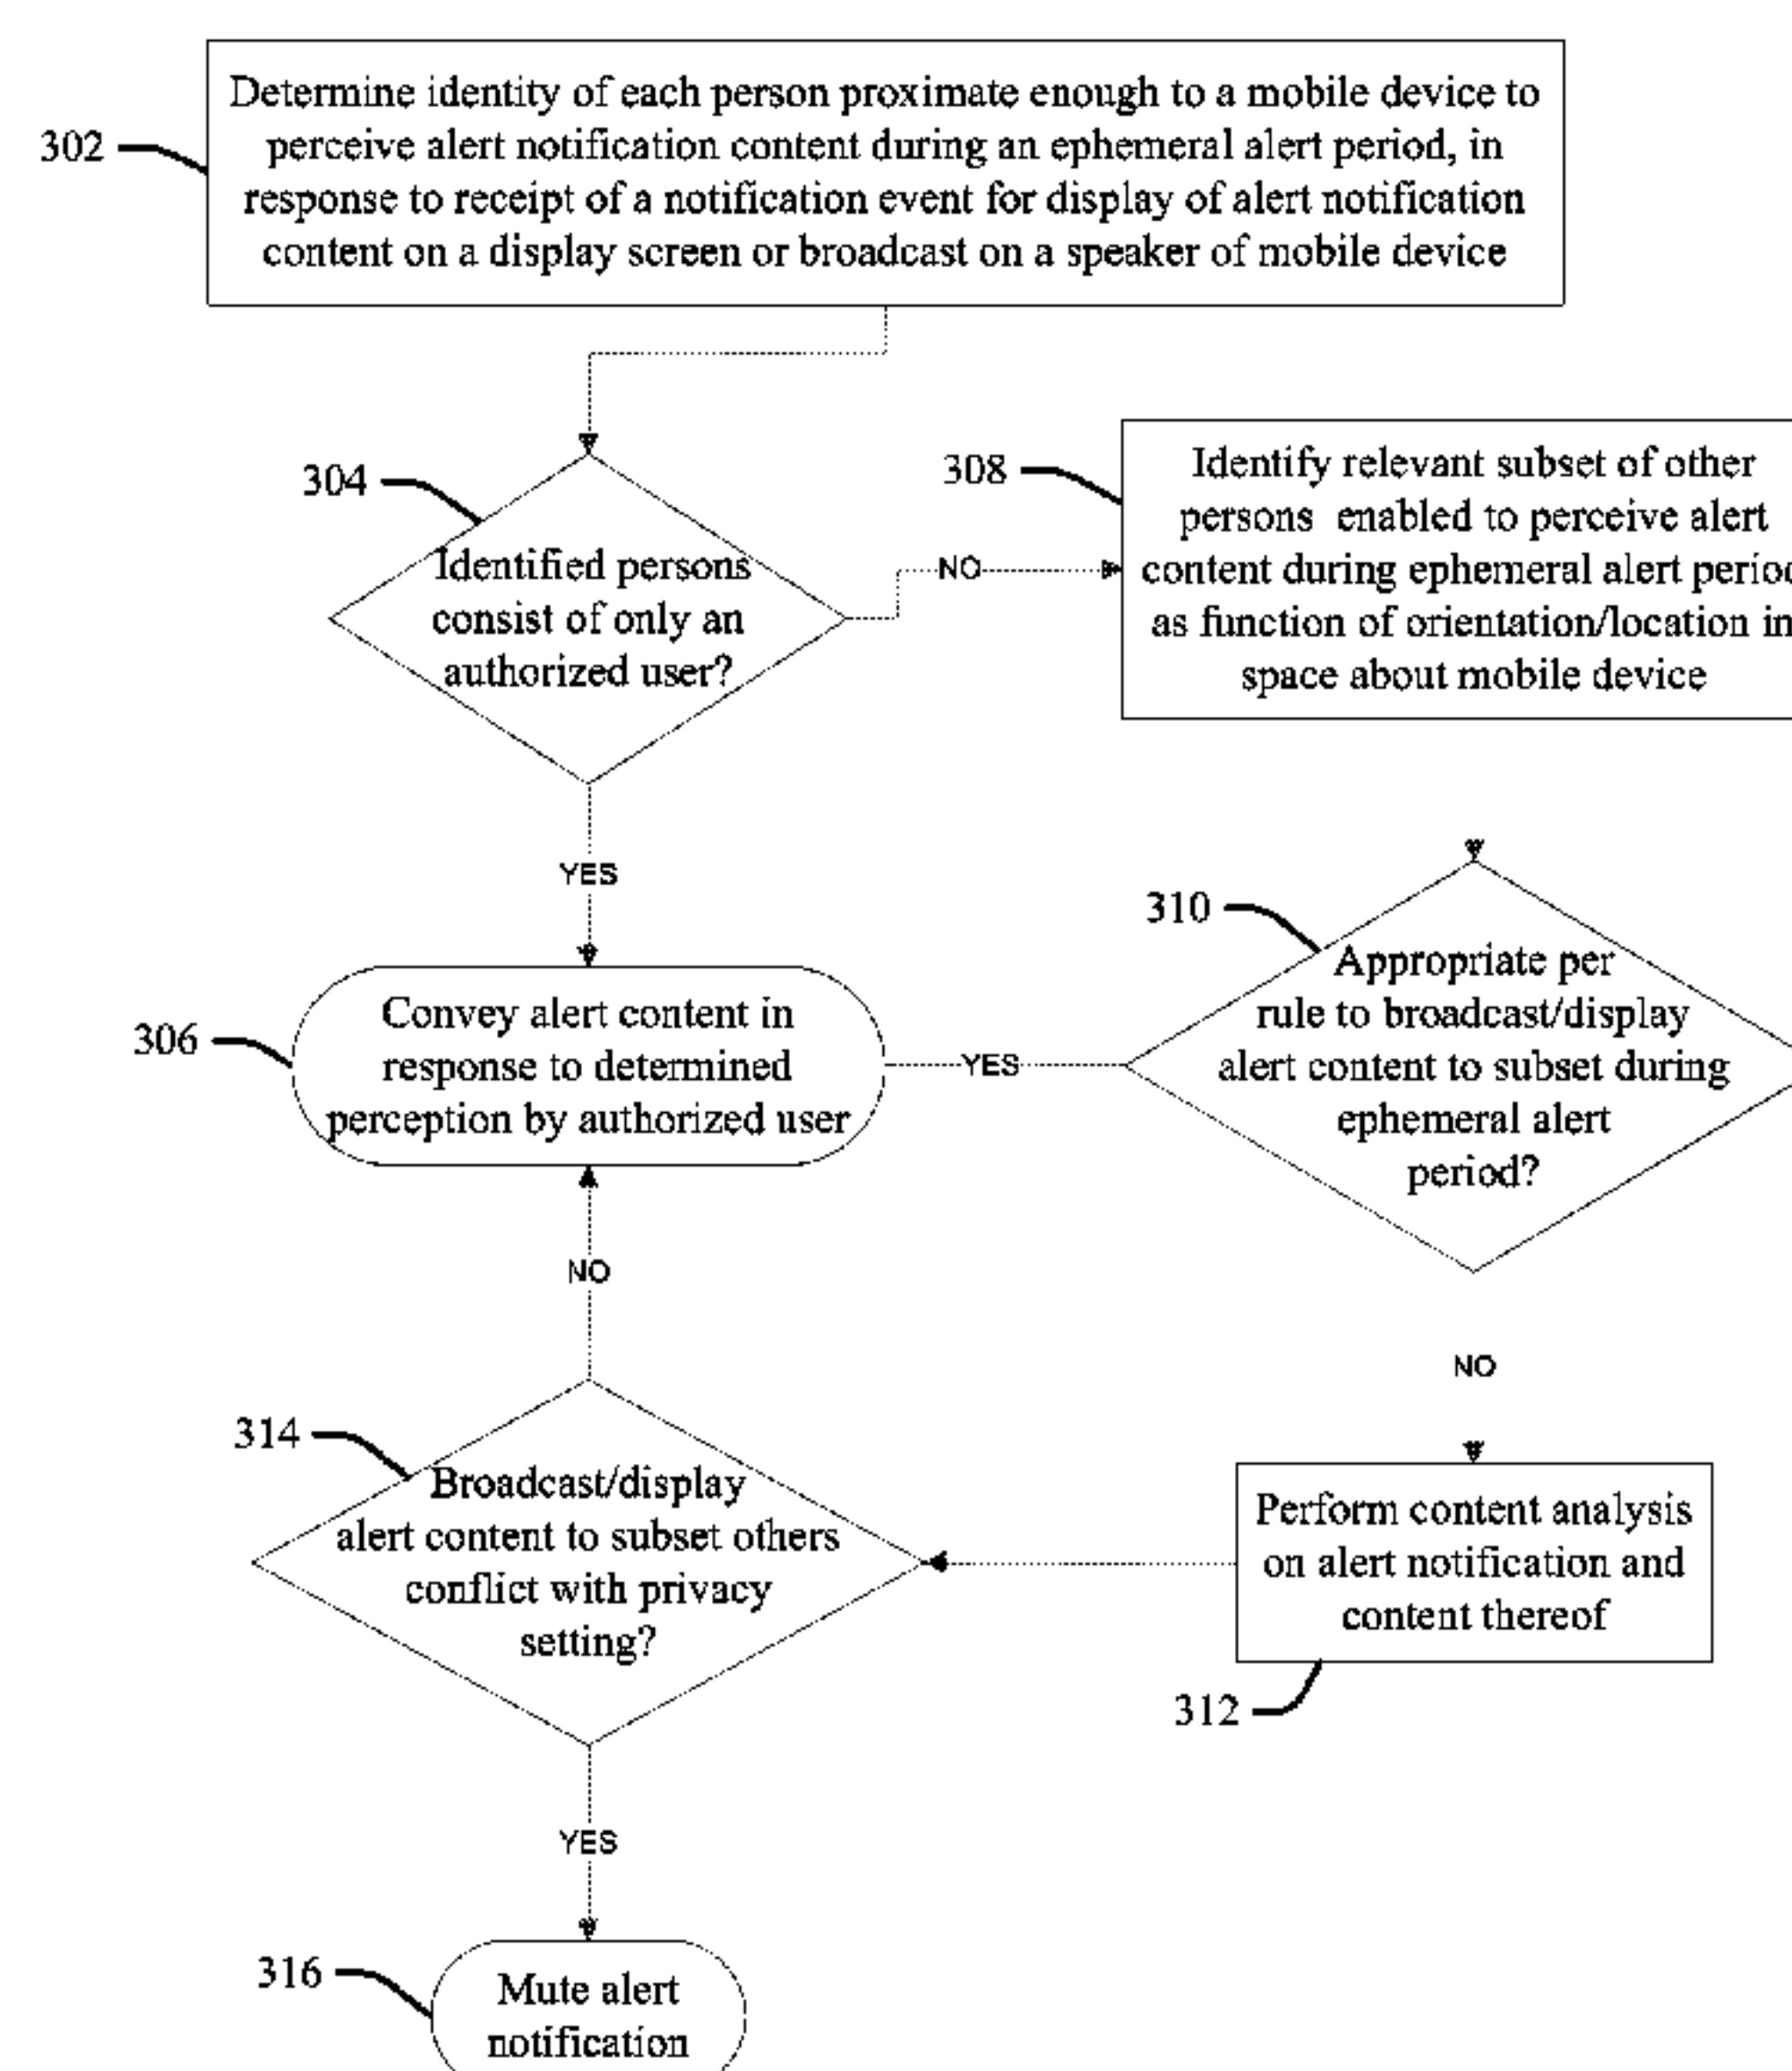 302
Determine identity of each person proximate enough to a mobile device to
perceive alert notification content during an ephemeral alert period, in
response to receipt of a notification event for display of alert notification
content on a display screen or broadcast on a speaker of mobile device
304
Identified persons
consist of only an
authorized user?
NO
308
Identify relevant subset of other
persons enabled to perceive alert
content during ephemeral alert period
as function of orientation/location in
space about mobile device
YES
306
Convey alert content in
response to determined
perception by authorized user
YES
310
Appropriate per
rule to broadcast/display
alert content to subset during
ephemeral alert
period?
NO
NO
314
Broadcast/display
alert content to subset others
conflict with privacy
setting?
Perform content analysis
on alert notification and
content thereof
312
YES
316
Mute alert
notification